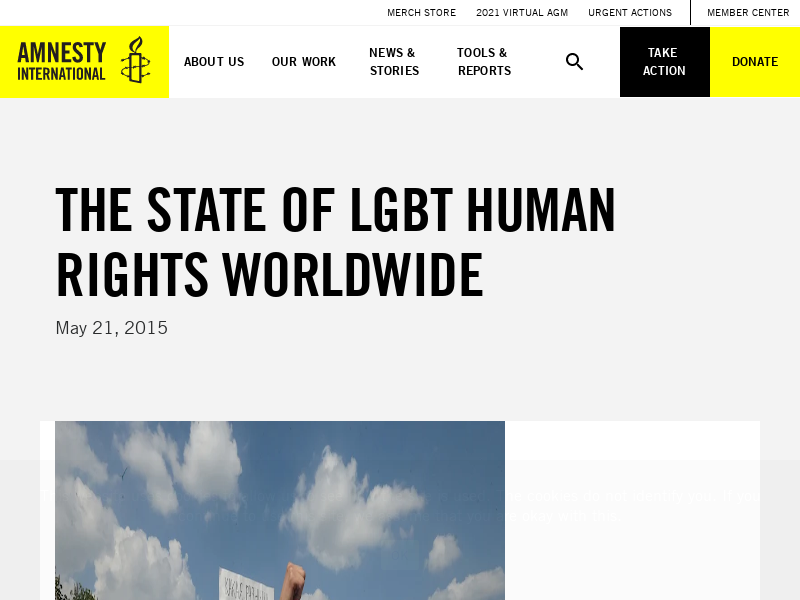 MERCH STORE 2021 VIRTUAL AGM URGENT ACTIONS MEMBER CENTER
AMNESTY
INTERNATIONAL
ABOUT US OUR WORK NEWS & STORIES TOOLS & REPORTS TAKE ACTION DONATE
THE STATE OF LGBT HUMAN
RIGHTS WORLDWIDE
May 21, 2015